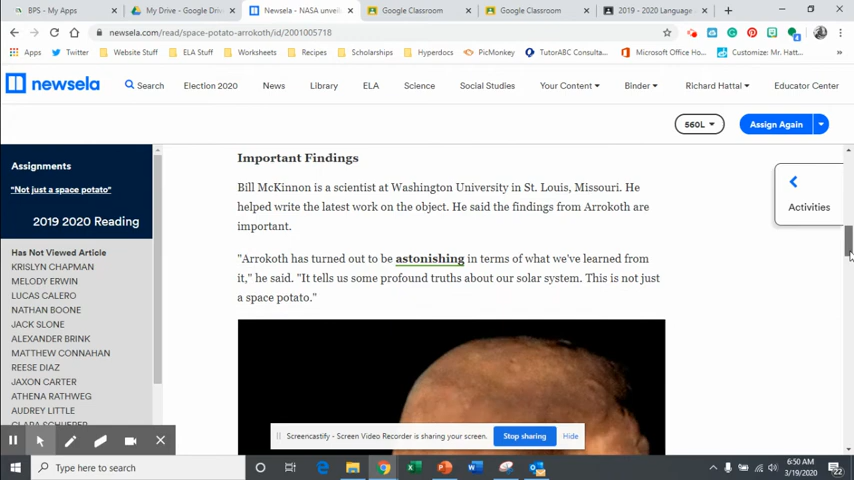 BPS - My Apps
My Drive - Google Driv
Newsela - NASA unveil
Google Classroom
Google Classroom
2019 - 2020 Language
newsela.com/read/space-potato-arrokoth/id/2001005718
Apps
Twitter
Website Stuff
ELA Stuff
Worksheets
Recipes
Scholarships
Hyperdocs
PicMonkey
TutorABC Consulta...
Microsoft Office Ho...
Customize: Mr. Hatt...
newsela
Search
Election 2020
News
Library
ELA
Science
Social Studies
Your Content
Binder
Richard Hattal
Educator Center
560L
Assign Again
Assignments
"Not just a space potato"
2019 2020 Reading
Has Not Viewed Article
KRISLYN CHAPMAN
MELODY ERWIN
LUCAS CALERO
NATHAN BOONE
JACK SLONE
ALEXANDER BRINK
MATTHEW CONNAHAN
REESE DIAZ
JAXON CARTER
ATHENA RATHWEG
AUDREY LITTLE
Important Findings
Bill McKinnon is a scientist at Washington University in St. Louis, Missouri. He
helped write the latest work on the object. He said the findings from Arrokoth are
important.
"Arrokoth has turned out to be astonishing in terms of what we've learned from
it," he said. "It tells us some profound truths about our solar system. This is not just
a space potato."
Activities
Screencastify - Screen Video Recorder is sharing your screen.
Stop sharing
Hide
Type here to search
6:50 AM
3/19/2020
22